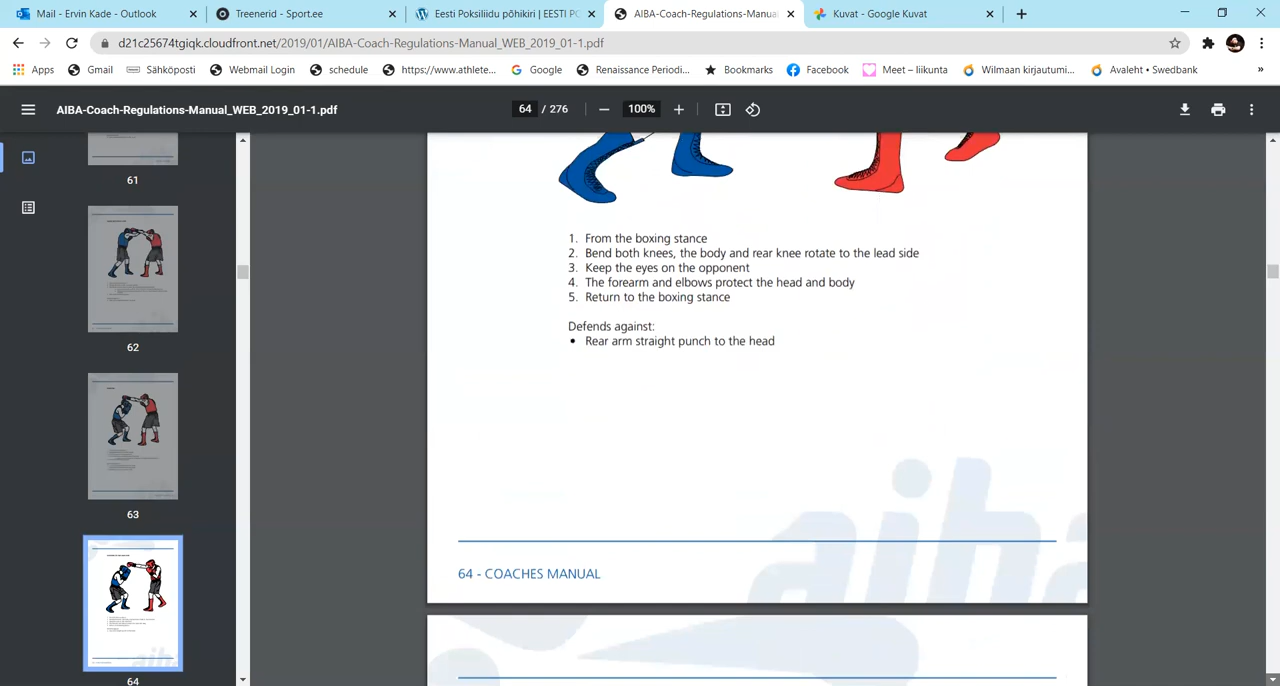 Mail - Ervin Kade - Outlook
Treenerid - Sport.ee
Eesti Poksiliidu põhikiri | EESTI PO
AIBA-Coach-Regulations-Manual
Kuvat - Google Kuvat
d21c25674tgiqk.cloudfront.net/2019/01/AIBA-Coach-Regulations-Manual_WEB_2019_01-1.pdf
Apps
Gmail
Sähköposti
Webmail Login
schedule
https://www.athlete...
Google
Renaissance Periodi...
Bookmarks
Facebook
Meet – liikunta
Wilmaan kirjautumi...
Avaleht • Swedbank
»
AIBA-Coach-Regulations-Manual_WEB_2019_01-1.pdf
64 / 276
100%
61
62
63
64
1. From the boxing stance
2. Bend both knees, the body and rear knee rotate to the lead side
3. Keep the eyes on the opponent
4. The forearm and elbows protect the head and body
5. Return to the boxing stance
Defends against:
• Rear arm straight punch to the head
aiba
64 - COACHES MANUAL